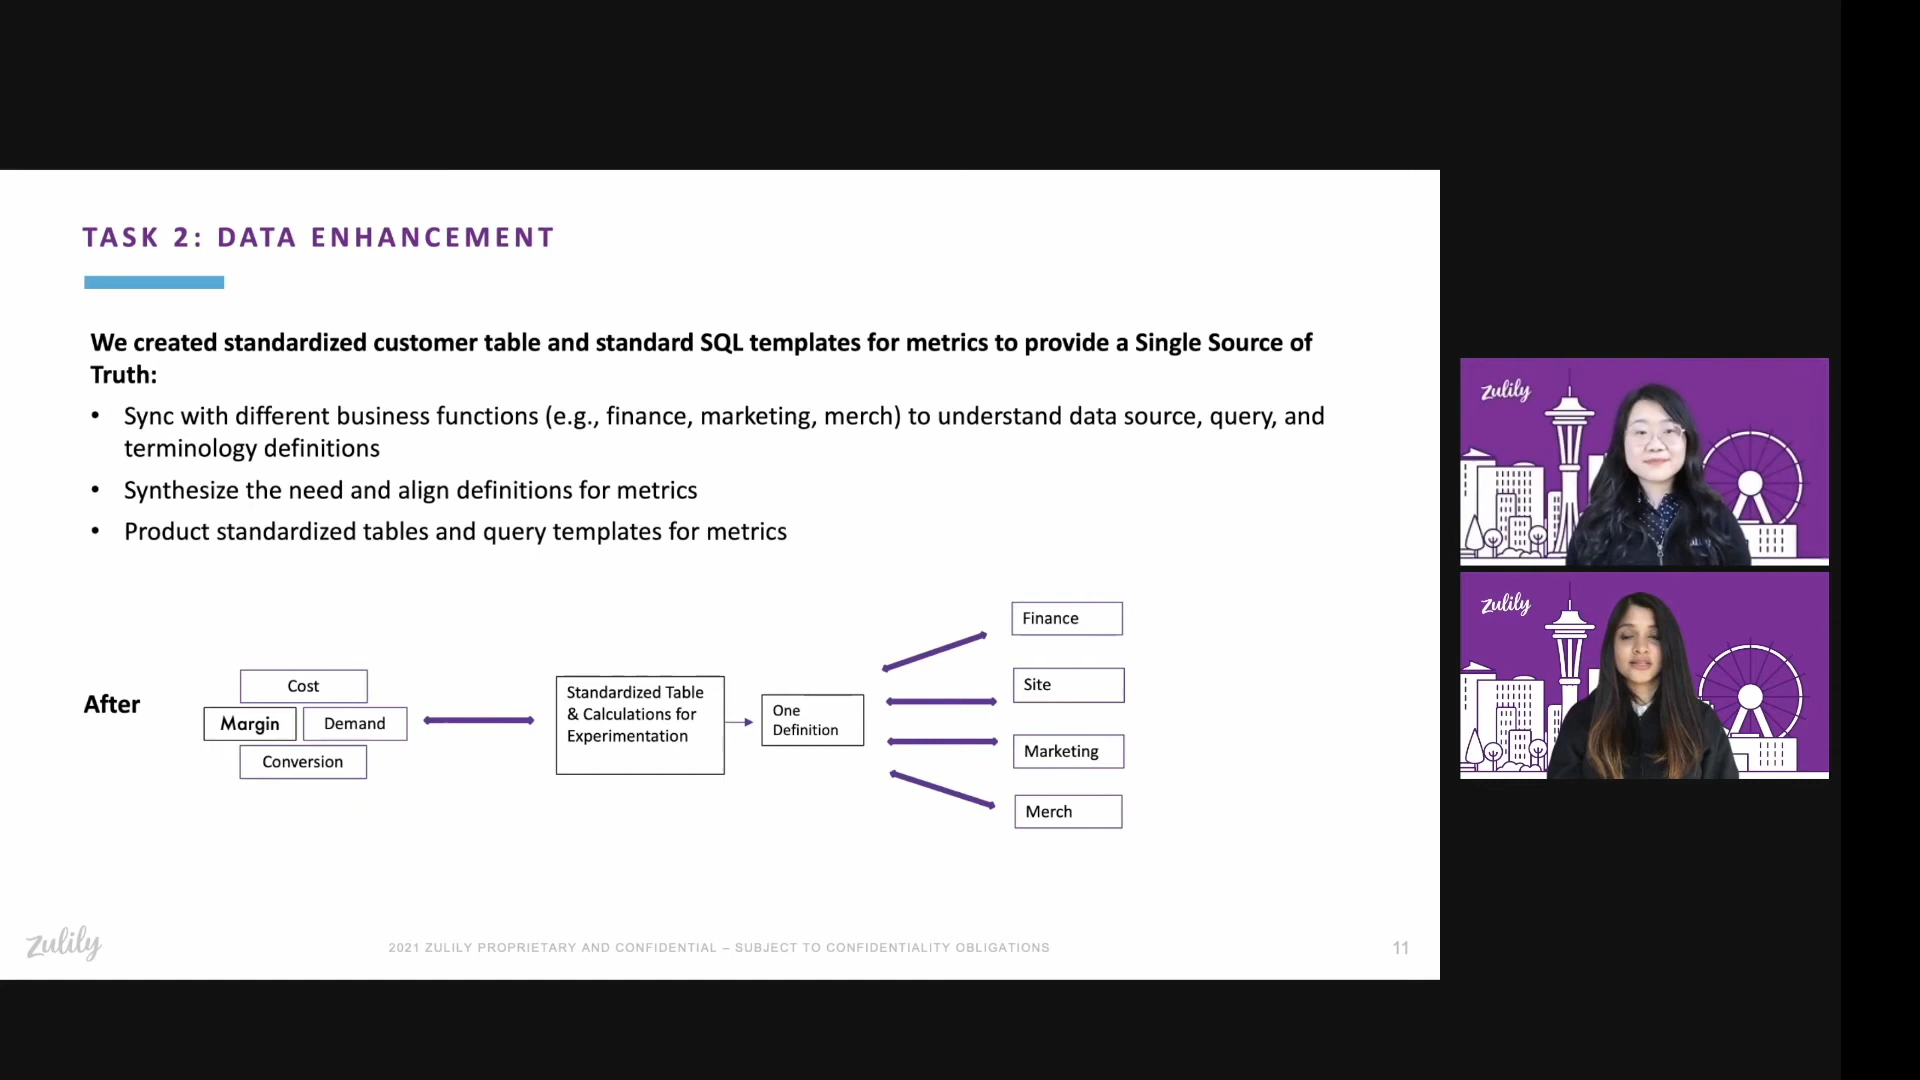 TASK 2: DATA ENHANCEMENT
We created standardized customer table and standard SQL templates for metrics to provide a Single Source of
Truth:
• Sync with different business functions (e.g., finance, marketing, merch) to understand data source, query, and
terminology definitions
• Synthesize the need and align definitions for metrics
• Product standardized tables and query templates for metrics
After
Cost
Margin
Demand
Conversion
Standardized Table
& Calculations for
Experimentation
One
Definition
Finance
Site
Marketing
Merch
zulily
2021 ZULILY PROPRIETARY AND CONFIDENTIAL – SUBJECT TO CONFIDENTIALITY OBLIGATIONS
11
zulily
zulily